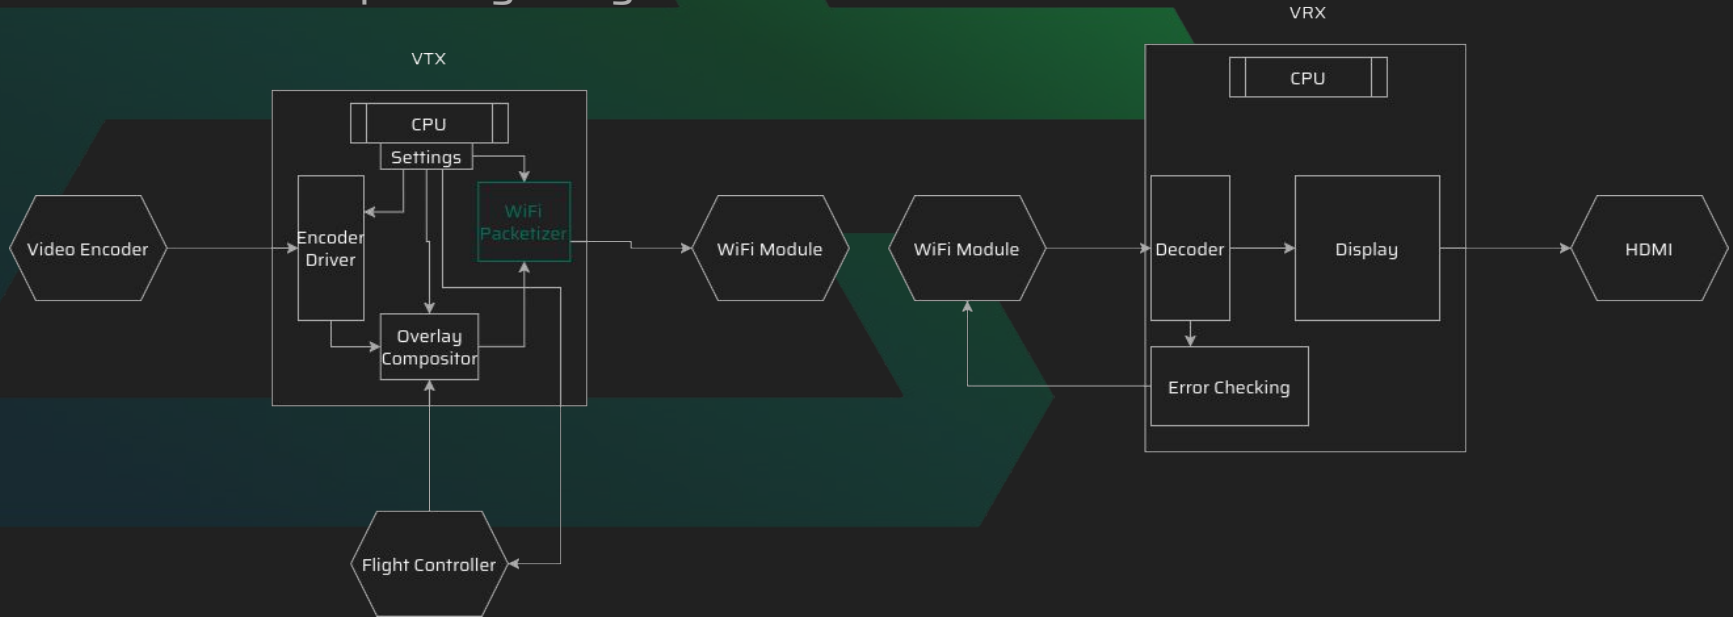 VRX
VTX
CPU
CPU
Settings
WiFi
Packetizer
Video Encoder
Encoder
Driver
WiFi Module
WiFi Module
Decoder
Display
HDMI
Overlay
Compositor
Error Checking
Flight Controller